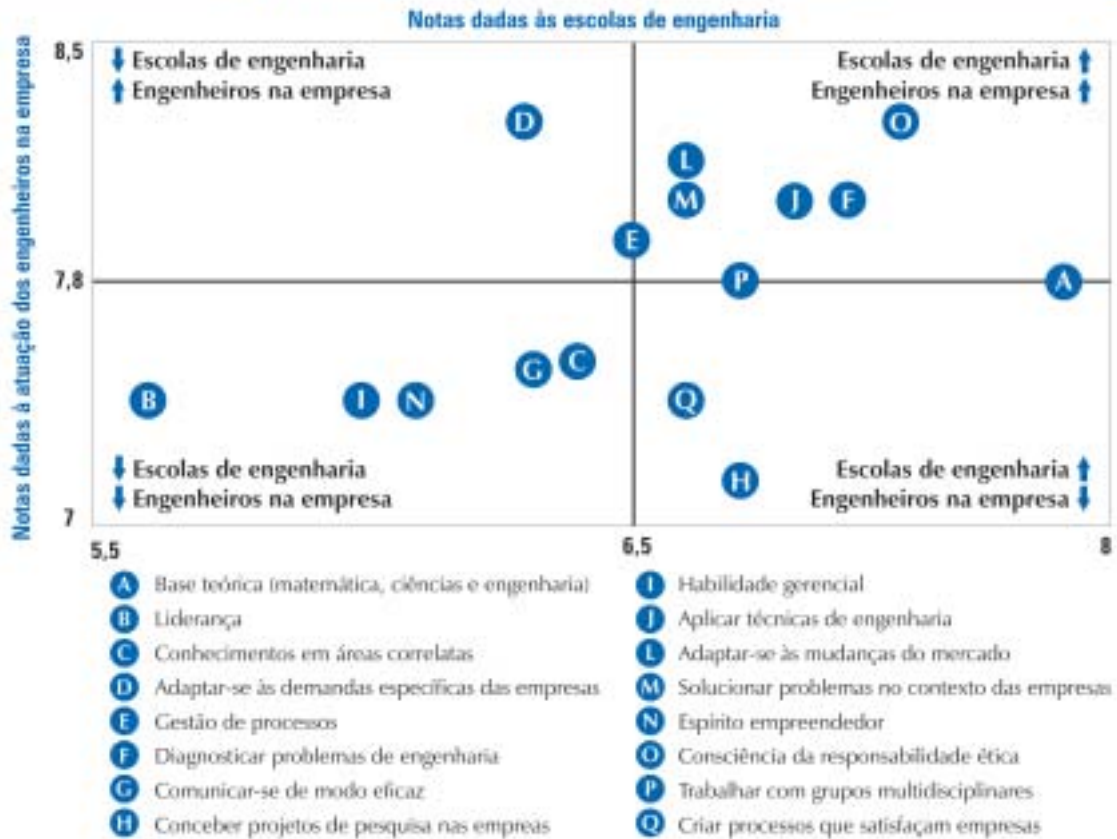 Notas dadas às escolas de engenharia
Notas dadas à atuação dos engenheiros na empresa
8,5
Escolas de engenharia
Engenheiros na empresa
Escolas de engenharia
Engenheiros na empresa
D
O
L
M
J
F
E
7,8
P
A
G
C
B
I
N
Q
H
Escolas de engenharia
Engenheiros na empresa
Escolas de engenharia
Engenheiros na empresa
7
5,5
6,5
8
A Base teórica (matemática, ciências e engenharia)
B Liderança
C Conhecimentos em áreas correlatas
D Adaptar-se às demandas específicas das empresas
E Gestão de processos
F Diagnosticar problemas de engenharia
G Comunicar-se de modo eficaz
H Conceber projetos de pesquisa nas empreas
I Habilidade gerencial
J Aplicar técnicas de engenharia
L Adaptar-se às mudanças do mercado
M Solucionar problemas no contexto das empresas
N Espírito empreendedor
O Consciência da responsabilidade ética
P Trabalhar com grupos multidisciplinares
Q Criar processos que satisfaçam empresas